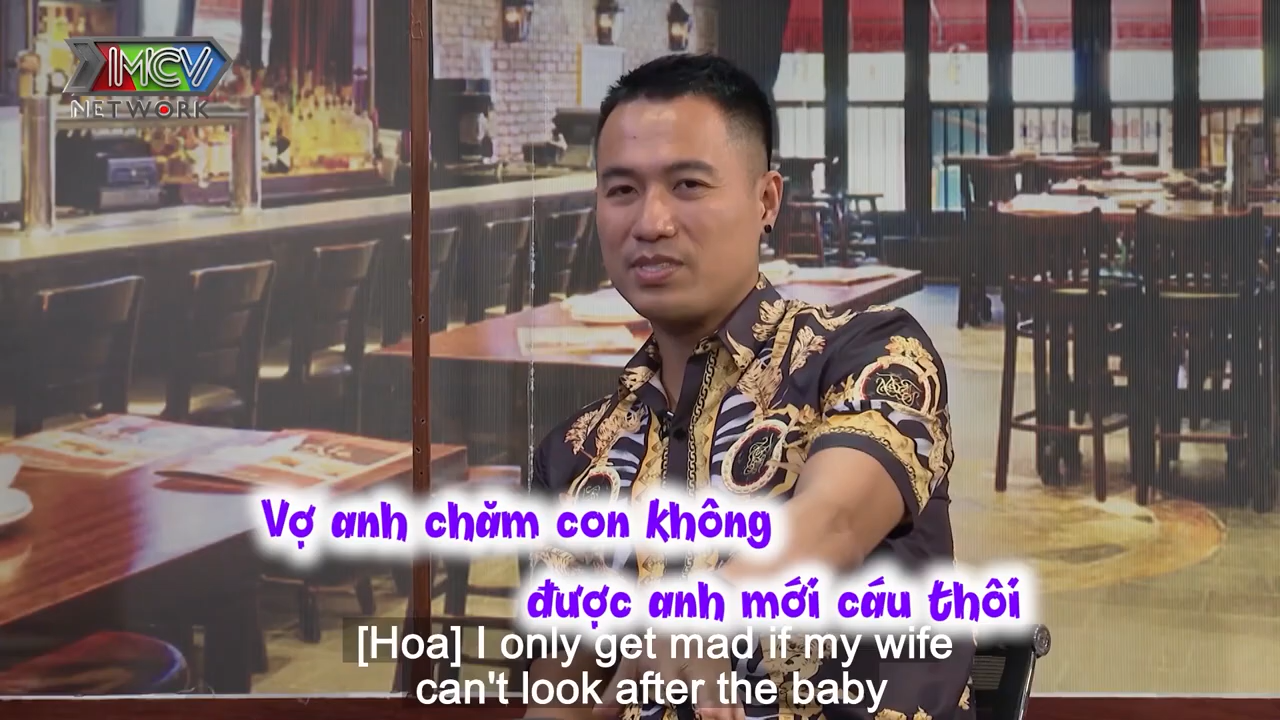 MCV
NETWORK
Vợ anh chăm con không
được anh mới cáu thôi
[Hoa] I only get mad if my wife
can't look after the baby